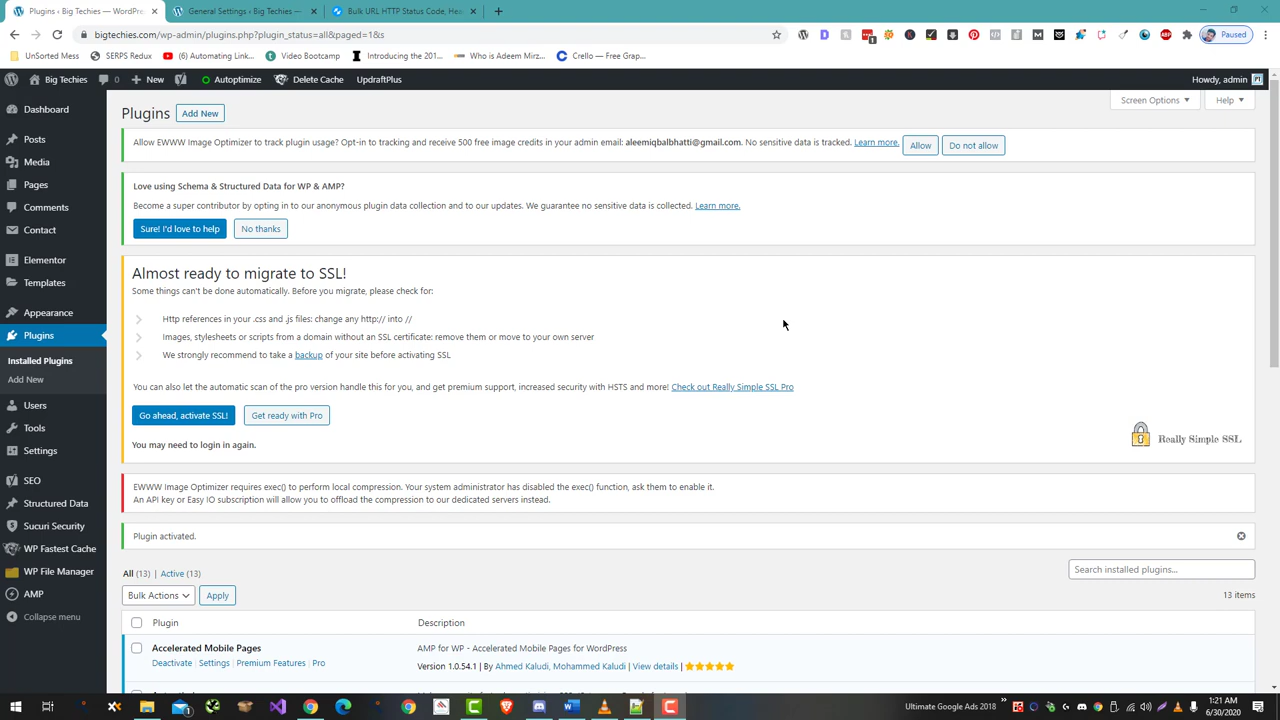 Plugins ‹ Big Techies — WordPre
General Settings ‹ Big Techies —
Bulk URL HTTP Status Code, Hea
bigtechies.com/wp-admin/plugins.php?plugin_status=all&paged=1&s
Paused
UnSorted Mess
SERPS Redux
(6) Automating Link...
Video Bootcamp
Introducing the 201...
Who is Adeem Mirz...
Crello — Free Grap...
Big Techies
0
New
Autoptimize
Delete Cache
UpdraftPlus
Howdy, admin
Dashboard
Posts
Media
Pages
Comments
Contact
Elementor
Templates
Appearance
Plugins
Installed Plugins
Add New
Users
Tools
Settings
SEO
Structured Data
Sucuri Security
WP Fastest Cache
WP File Manager
AMP
Collapse menu
Screen Options
Help
Plugins
Add New
Allow EWWW Image Optimizer to track plugin usage? Opt-in to tracking and receive 500 free image credits in your admin email: aleemiqbalbhatti@gmail.com. No sensitive data is tracked. Learn more. Allow Do not allow
Love using Schema & Structured Data for WP & AMP?
Become a super contributor by opting in to our anonymous plugin data collection and to our updates. We guarantee no sensitive data is collected. Learn more.
Sure! I'd love to help
No thanks
Almost ready to migrate to SSL!
Some things can't be done automatically. Before you migrate, please check for:
Http references in your .css and .js files: change any http:// into //
Images, stylesheets or scripts from a domain without an SSL certificate: remove them or move to your own server
We strongly recommend to take a backup of your site before activating SSL
You can also let the automatic scan of the pro version handle this for you, and get premium support, increased security with HSTS and more! Check out Really Simple SSL Pro
Go ahead, activate SSL!
Get ready with Pro
Really Simple SSL
You may need to login in again.
EWWW Image Optimizer requires exec() to perform local compression. Your system administrator has disabled the exec() function, ask them to enable it.
An API key or Easy IO subscription will allow you to offload the compression to our dedicated servers instead.
Plugin activated.
All (13) | Active (13)
Search installed plugins...
Bulk Actions
Apply
13 items
Plugin
Description
Accelerated Mobile Pages
AMP for WP - Accelerated Mobile Pages for WordPress
Deactivate | Settings | Premium Features | Pro
Version 1.0.54.1 | By Ahmed Kaludi, Mohammed Kaludi | View details |
Ultimate Google Ads 2018
1:21 AM
6/30/2020